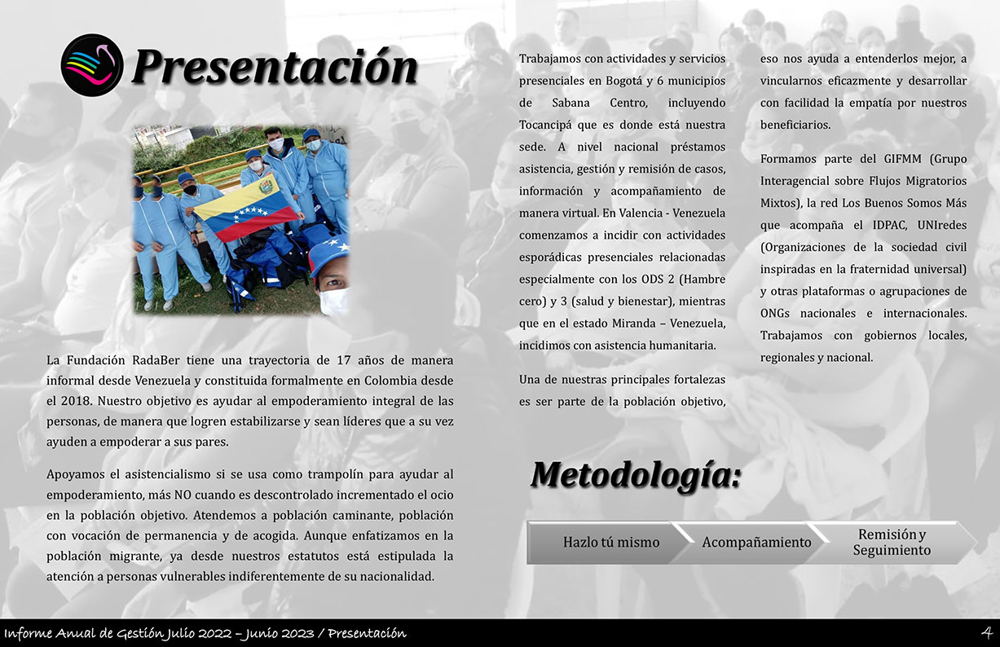 Presentación
La Fundación RadaBer tiene una trayectoria de 17 años de manera
informal desde Venezuela y constituida formalmente en Colombia desde
el 2018. Nuestro objetivo es ayudar al empoderamiento integral de las
personas, de manera que logren estabilizarse y sean líderes que a su vez
ayuden a empoderar a sus pares.
Apoyamos el asistencialismo si se usa como trampolín para ayudar al
empoderamiento, más NO cuando es descontrolado incrementado el ocio
en la población objetivo. Atendemos a población caminante, población
con vocación de permanencia y de acogida. Aunque enfatizamos en la
población migrante, ya desde nuestros estatutos está estipulada la
atención a personas vulnerables indiferentemente de su nacionalidad.
Trabajamos con actividades y servicios
presenciales en Bogotá y 6 municipios
de Sabana Centro, incluyendo
Tocancipá que es donde está nuestra
sede. A nivel nacional préstamos
asistencia, gestión y remisión de casos,
información y acompañamiento de
manera virtual. En Valencia - Venezuela
comenzamos a incidir con actividades
esporádicas presenciales relacionadas
especialmente con los ODS 2 (Hambre
cero) y 3 (salud y bienestar), mientras
que en el estado Miranda – Venezuela,
incidimos con asistencia humanitaria.
Una de nuestras principales fortalezas
es ser parte de la población objetivo,
eso nos ayuda a entenderlos mejor, a
vincularnos eficazmente y desarrollar
con facilidad la empatía por nuestros
beneficiarios.
Formamos parte del GIFMM (Grupo
Interagencial sobre Flujos Migratorios
Mixtos), la red Los Buenos Somos Más
que acompaña el IDPAC, UNIredes
(Organizaciones de la sociedad civil
inspiradas en la fraternidad universal)
y otras plataformas o agrupaciones de
ONGs nacionales e internacionales.
Trabajamos con gobiernos locales,
regionales y nacional.
Metodología:
Hazlo tú mismo
Acompañamiento
Remisión y
Seguimiento
Informe Anual de Gestión Julio 2022 – Junio 2023 / Presentación
4